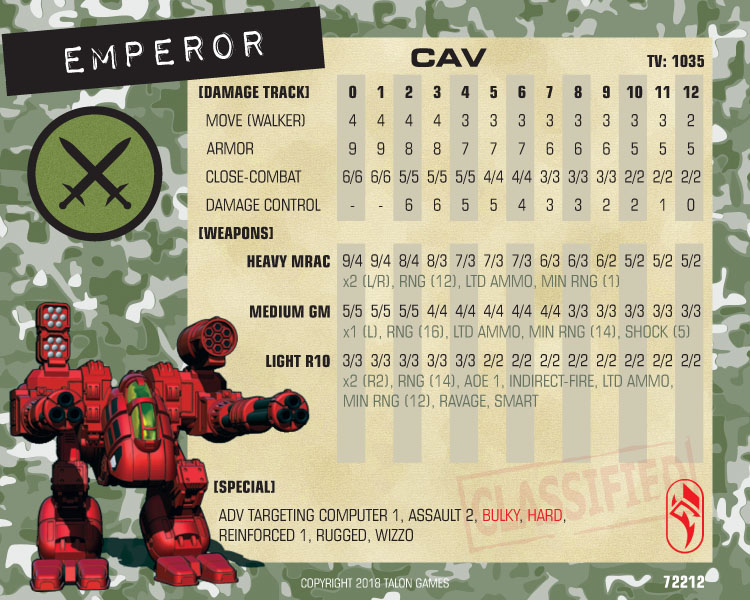 EMPEROR
CAV
TV: 1035
[DAMAGE TRACK] 0 1 2 3 4 5 6 7 8 9 10 11 12
MOVE (WALKER) 4 4 4 4 3 3 3 3 3 3 3 3 2
ARMOR 9 9 8 8 7 7 7 6 6 6 5 5 5
CLOSE-COMBAT 6/6 6/6 5/5 5/5 5/5 4/4 4/4 3/3 3/3 3/3 2/2 2/2 2/2
DAMAGE CONTROL - - 6 6 5 5 4 3 3 2 2 1 0
[WEAPONS]
HEAVY MRAC 9/4 9/4 8/4 8/3 7/3 7/3 7/3 6/3 6/3 6/2 5/2 5/2 5/2
x2 (L/R), RNG (12), LTD AMMO, MIN RNG (1)
MEDIUM GM 5/5 5/5 5/5 4/4 4/4 4/4 4/4 4/4 3/3 3/3 3/3 3/3 3/3
x1 (L), RNG (16), LTD AMMO, MIN RNG (14), SHOCK (5)
LIGHT R10 3/3 3/3 3/3 3/3 3/3 2/2 2/2 2/2 2/2 2/2 2/2 2/2 2/2
x2 (R2), RNG (14), AOE 1, INDIRECT-FIRE, LTD AMMO,
MIN RNG (12), RAVAGE, SMART
CLASSIFIED
[SPECIAL]
ADV TARGETING COMPUTER 1, ASSAULT 2, BULKY, HARD,
REINFORCED 1, RUGGED, WIZZO
COPYRIGHT 2018 TALON GAMES
72212